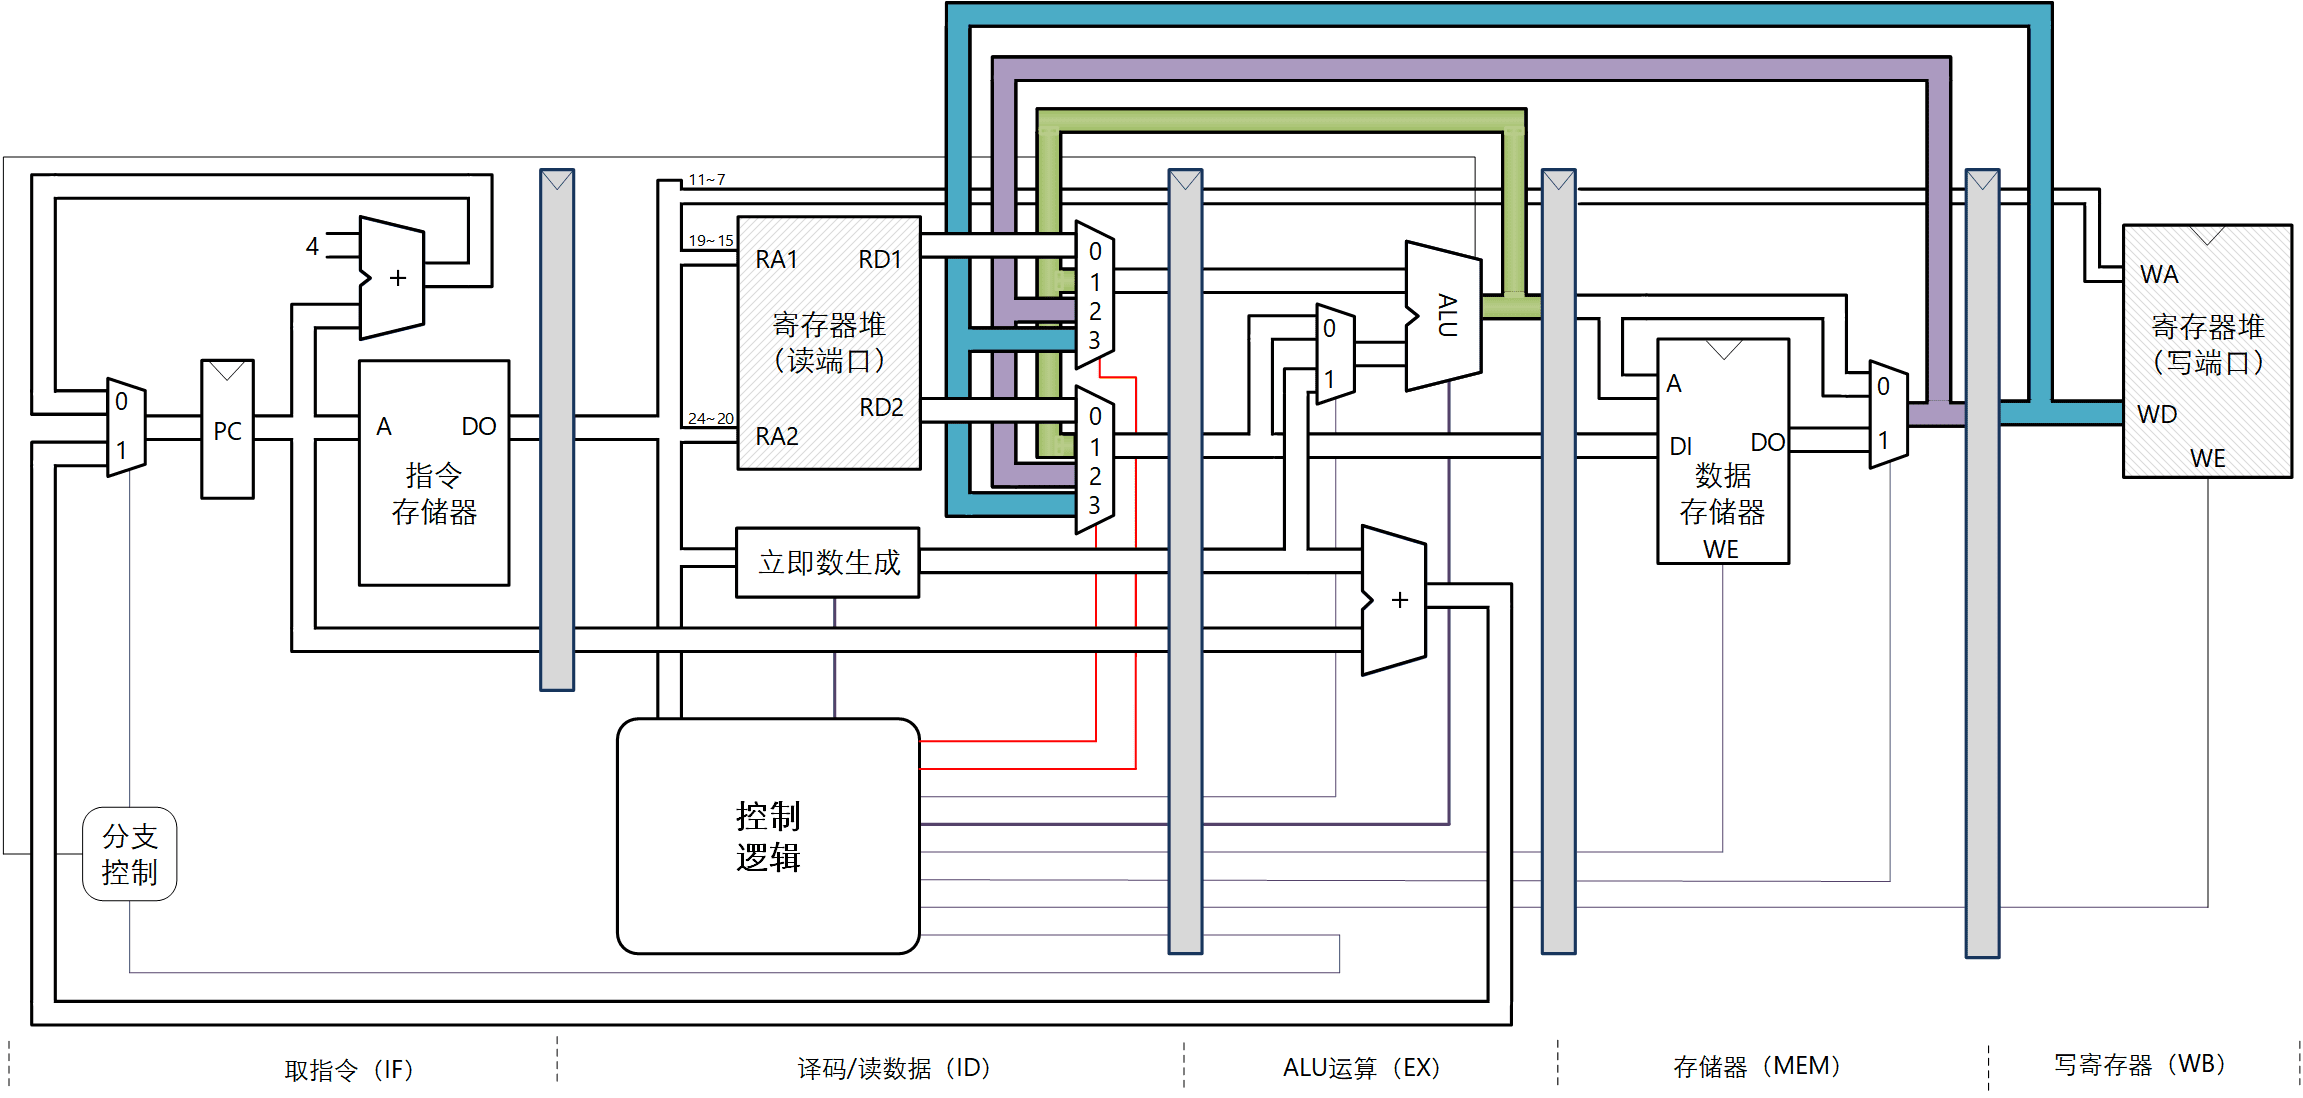 4
+
0
1
PC
A
DO
指令
存储器
分支
控制
11~7
19~15
24~20
RA1
RD1
寄存器堆
（读端口）
RD2
RA2
立即数生成
控制
逻辑
0
1
2
3
0
1
2
3
0
1
ALU
+
A
DI
DO
数据
存储器
WE
0
1
WA
寄存器堆
（写端口）
WD
WE
取指令（IF）
译码/读数据（ID）
ALU运算（EX）
存储器（MEM）
写寄存器（WB）